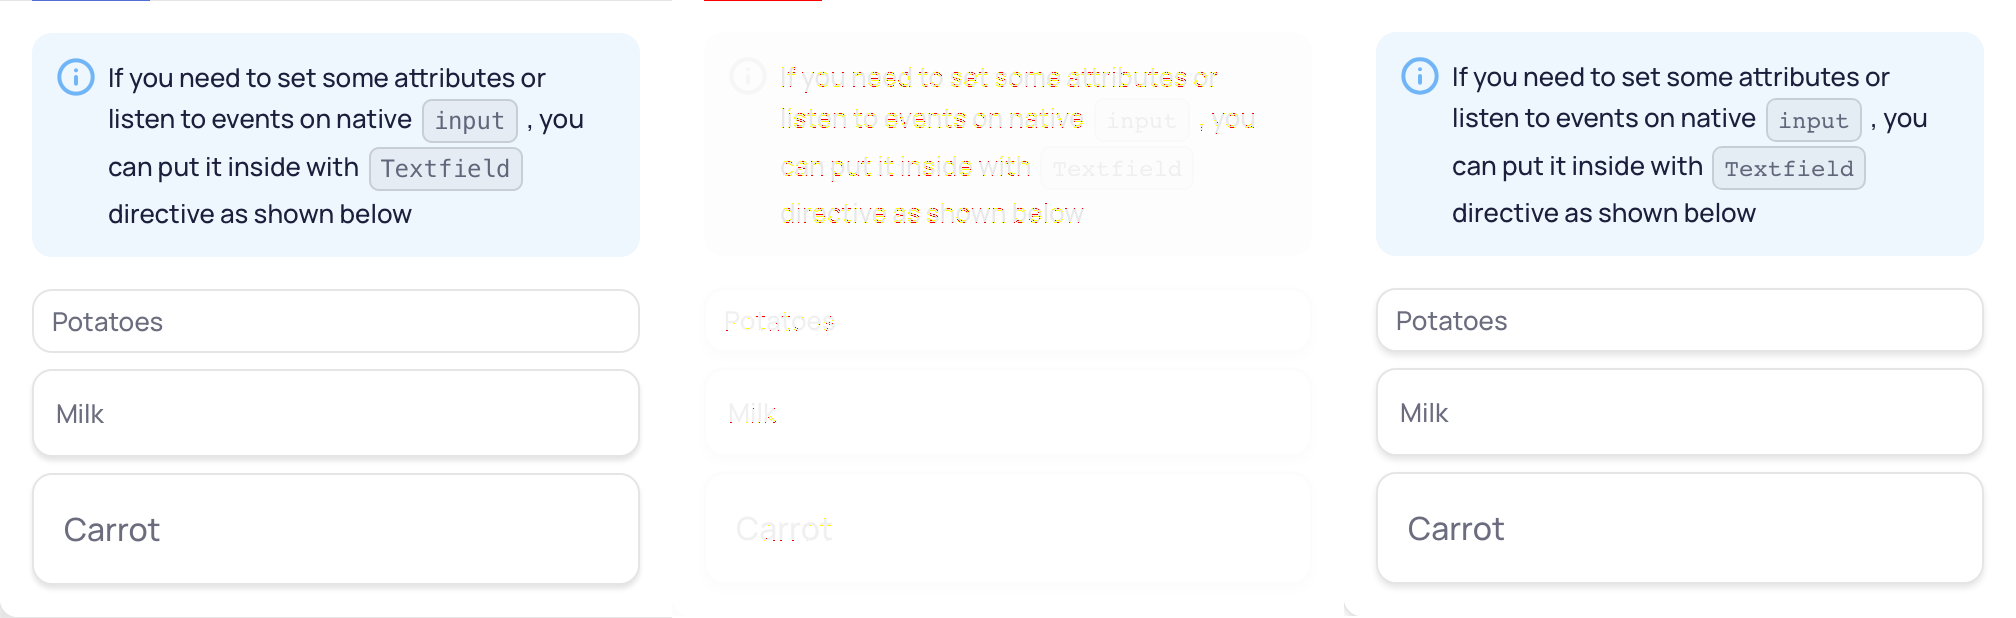 If you need to set some attributes or
listen to events on native input , you
can put it inside with Textfield
directive as shown below
Potatoes
Milk
Carrot
If you need to set some attributes or
listen to events on native input , you
can put it inside with Textfield
directive as shown below
Potatoes
Milk
Carrot
If you need to set some attributes or
listen to events on native input , you
can put it inside with Textfield
directive as shown below
Potatoes
Milk
Carrot